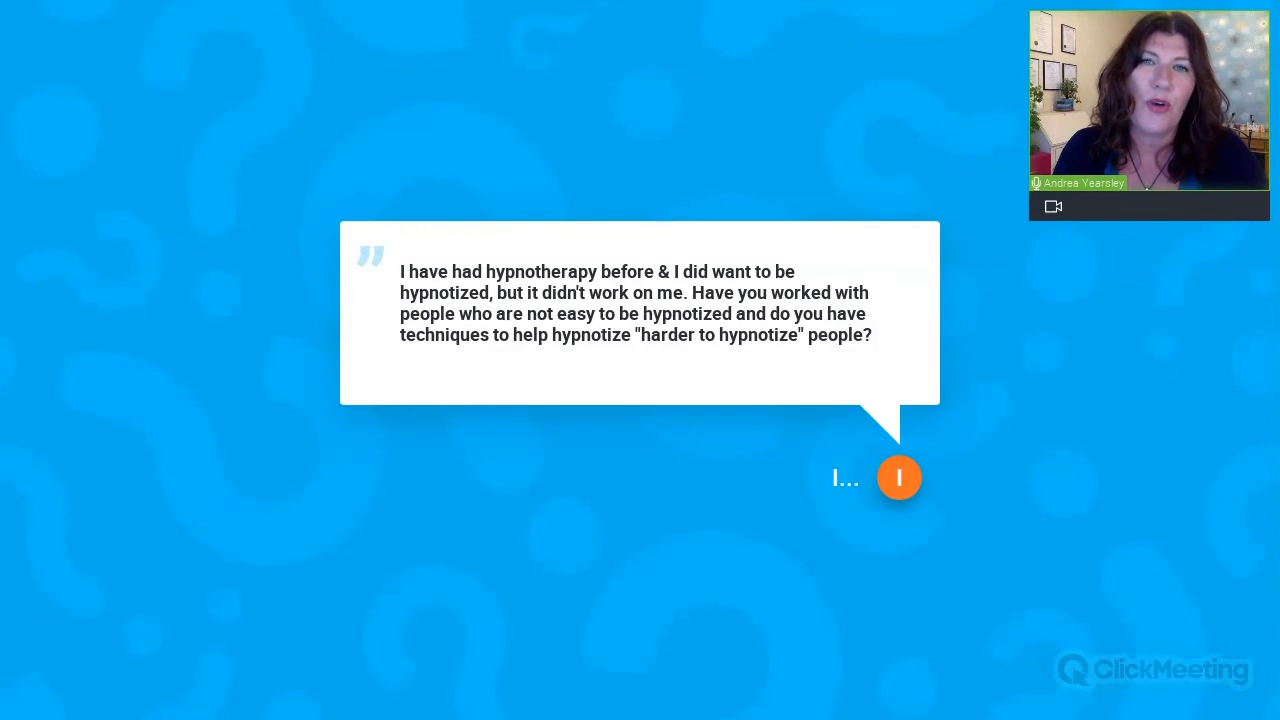 Andrea Yearsley
I have had hypnotherapy before & I did want to be
hypnotized, but it didn't work on me. Have you worked with
people who are not easy to be hypnotized and do you have
techniques to help hypnotize "harder to hypnotize" people?
I... I
ClickMeeting